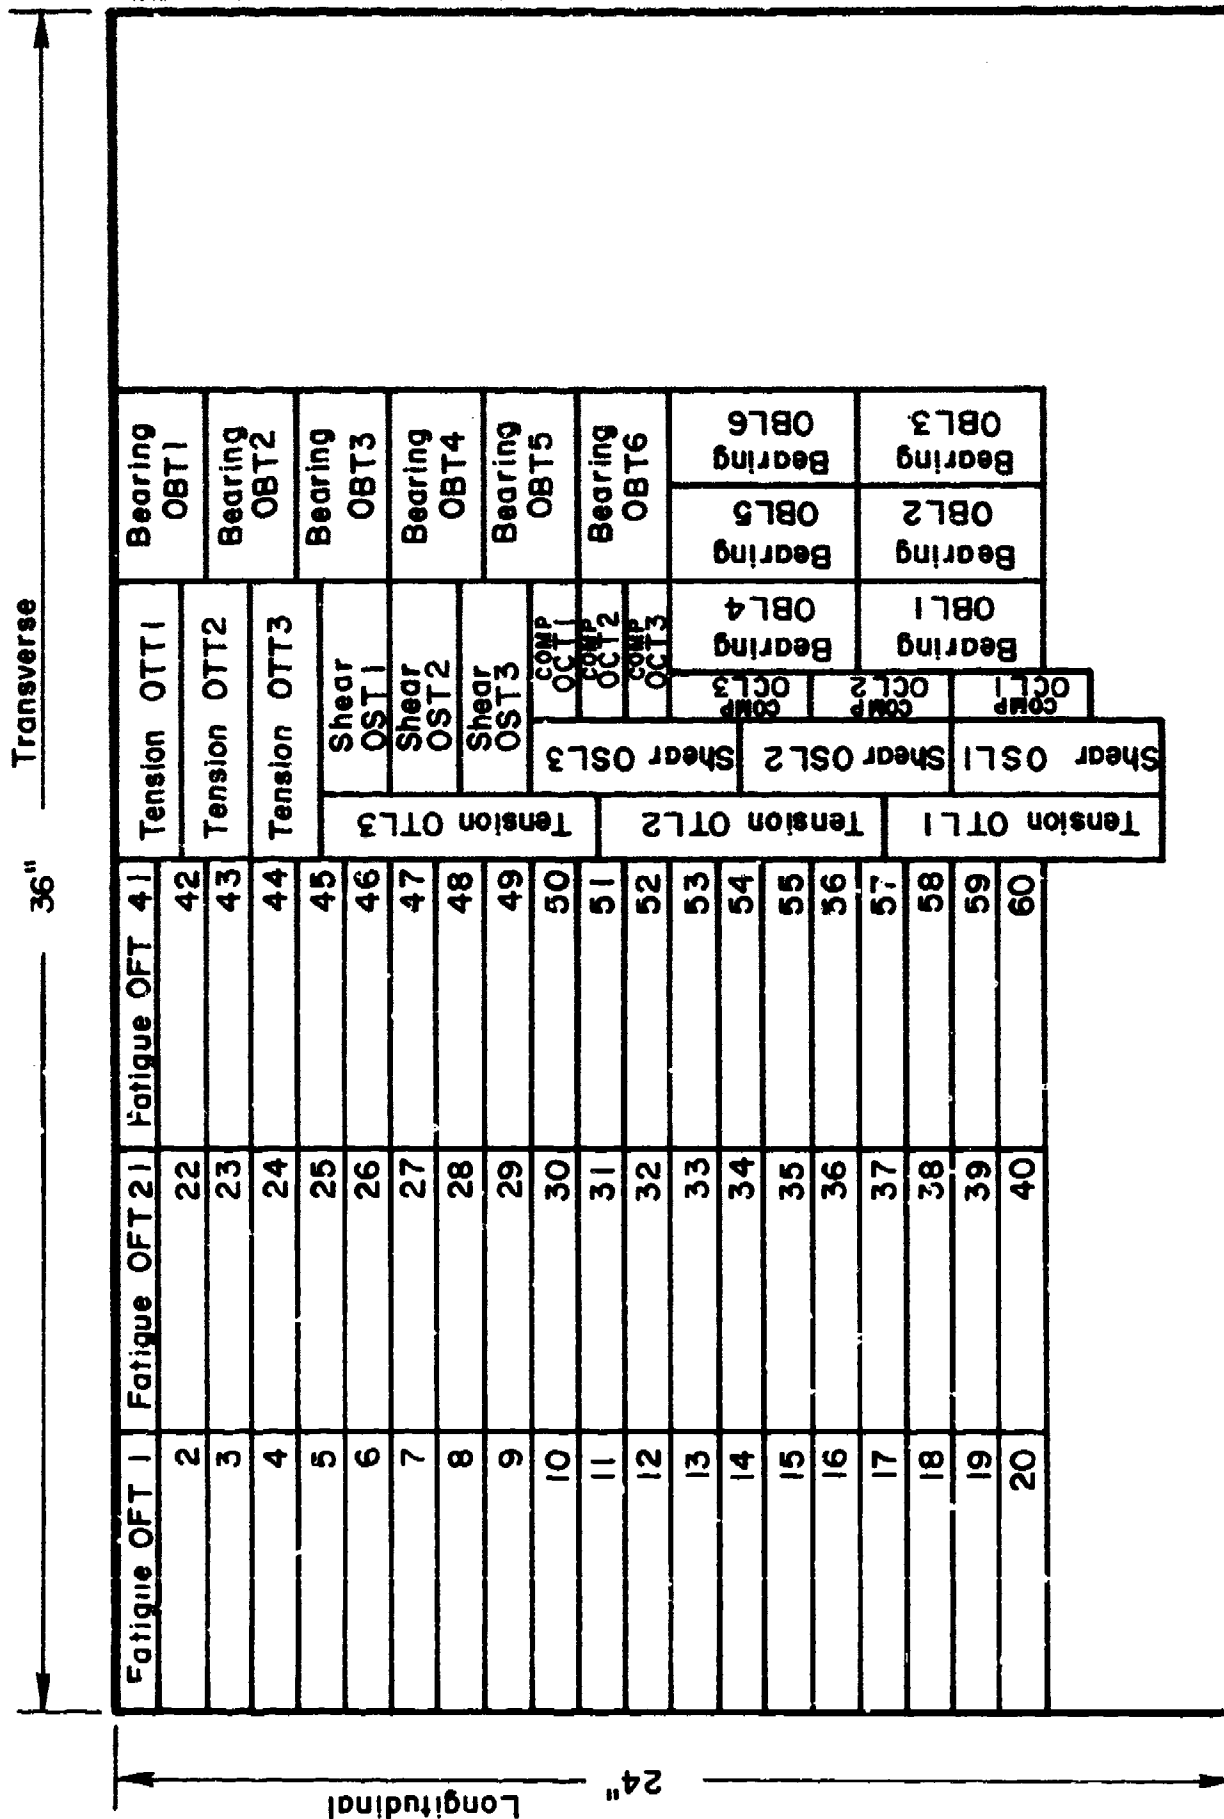 Transverse
36"
Longitudinal
24"
Fatigue OFT 1
2
3
4
5
6
7
8
9
10
11
12
13
14
15
16
17
18
19
20
Fatigue OFT 21
22
23
24
25
26
27
28
29
30
31
32
33
34
35
36
37
38
39
40
Fatigue OFT 41
42
43
44
45
46
47
48
49
50
51
52
53
54
55
56
57
58
59
60
Tension OTT1
Tension OTT2
Tension OTT3
Tension OTL3
Tension OTL2
Tension OTL1
Shear
OST1
Shear
OST2
Shear
OST3
Shear OSL3
Shear OSL2
Shear OSL1
COMP
OCT1
COMP
OCT2
COMP
OCT3
COMP
OCL3
COMP
OCL2
COMP
OCL1
Bearing
OBT1
Bearing
OBT2
Bearing
OBT3
Bearing
OBT4
Bearing
OBT5
Bearing
OBT6
Bearing
OBL4
Bearing
OBL1
Bearing
OBL5
Bearing
OBL2
Bearing
OBL6
Bearing
OBL3